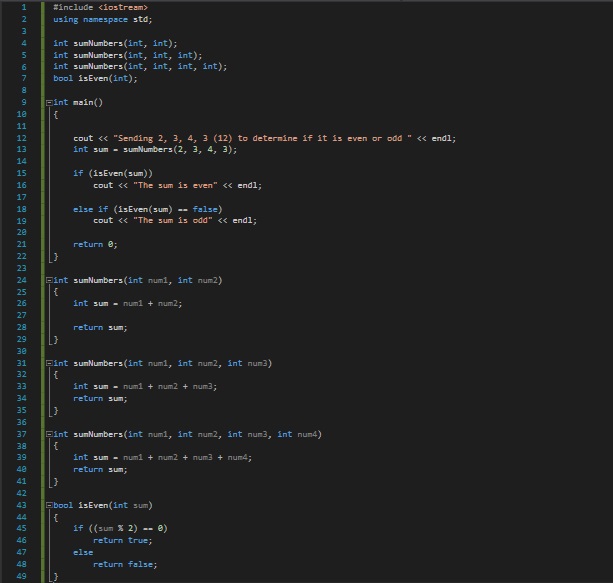 1 #include <iostream>
2 using namespace std;
3
4 int sumNumbers(int, int);
5 int sumNumbers(int, int, int);
6 int sumNumbers(int, int, int, int);
7 bool isEven(int);
8
9 int main()
10 {
11
12 cout << "Sending 2, 3, 4, 3 (12) to determine if it is even or odd " << endl;
13 int sum = sumNumbers(2, 3, 4, 3);
14
15 if (isEven(sum))
16 cout << "The sum is even" << endl;
17
18 else if (isEven(sum) == false)
19 cout << "The sum is odd" << endl;
20
21 return 0;
22 }
23
24 int sumNumbers(int num1, int num2)
25 {
26 int sum = num1 + num2;
27
28 return sum;
29 }
30
31 int sumNumbers(int num1, int num2, int num3)
32 {
33 int sum = num1 + num2 + num3;
34 return sum;
35 }
36
37 int sumNumbers(int num1, int num2, int num3, int num4)
38 {
39 int sum = num1 + num2 + num3 + num4;
40 return sum;
41 }
42
43 bool isEven(int sum)
44 {
45 if ((sum % 2) == 0)
46 return true;
47 else
48 return false;
49 }